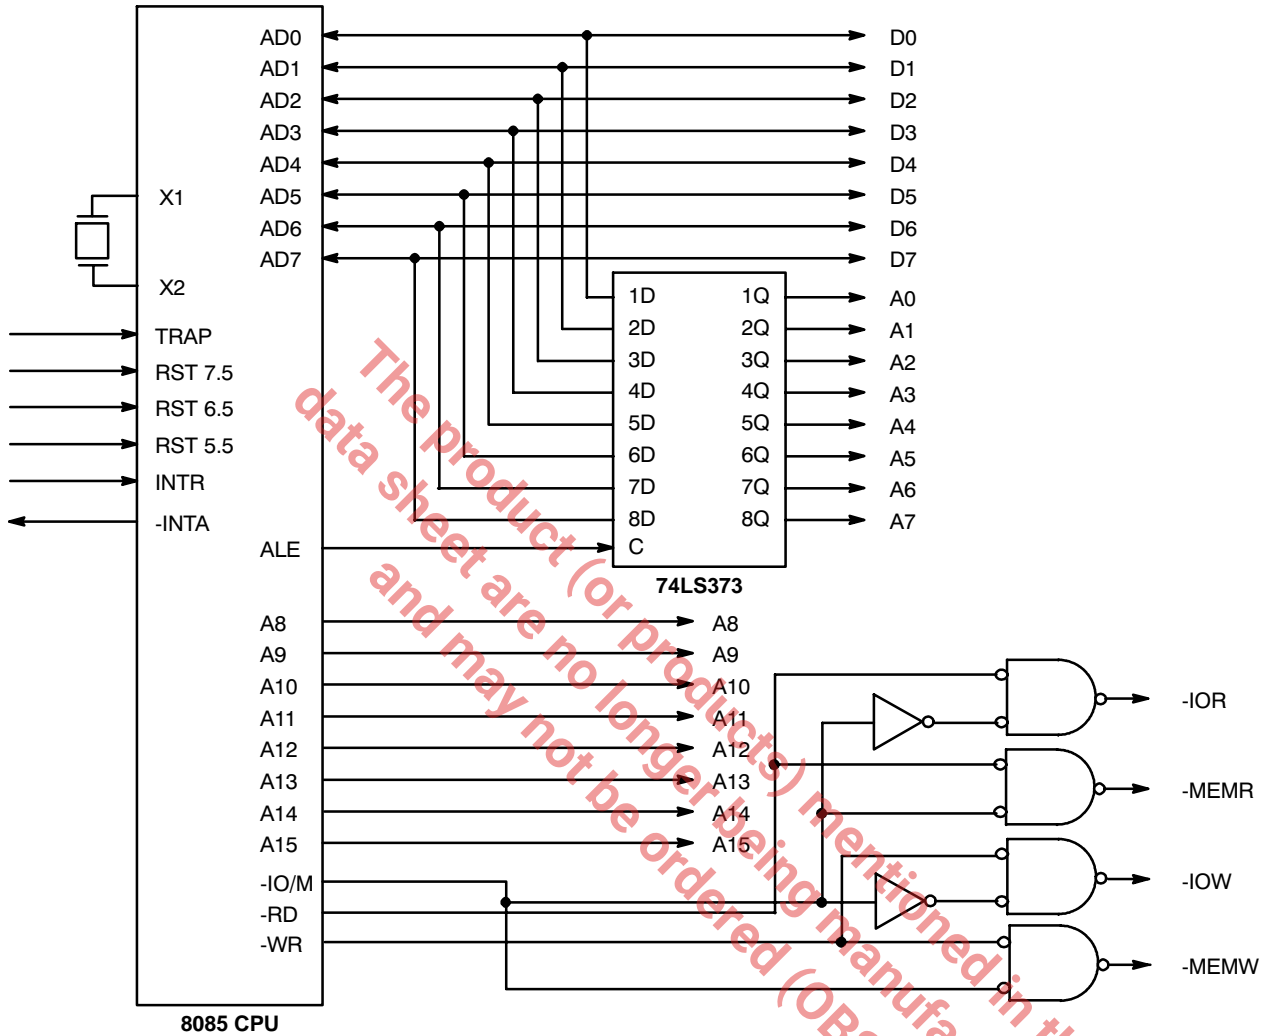 AD0 D0
AD1 D1
AD2 D2
AD3 D3
AD4 D4
X1 AD5 D5
AD6 D6
AD7 D7
X2 1D 1Q A0
TRAP 2D 2Q A1
3D 3Q A2
RST 7.5 4D 4Q A3
RST 6.5 5D 5Q A4
RST 5.5 6D 6Q A5
INTR 7D 7Q A6
-INTA 8D 8Q A7
ALE C
74LS373
A8 A8
A9 A9
A10 A10
A11 A11 -IOR
A12 A12
A13 A13 -MEMR
A14 A14
A15 A15
-IO/M -IOW
-RD
-WR
-MEMW
8085 CPU
The product (or products) mentioned in th
data sheet are no longer being manufa
and may not be ordered (OBs